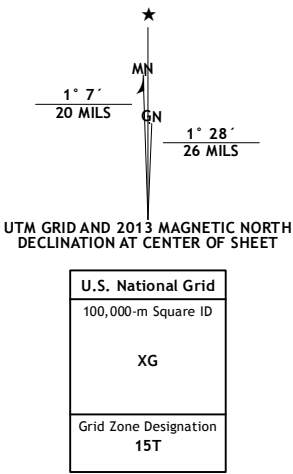 MN
1° 7´
20 MILS
GN
1° 28´
26 MILS
UTM GRID AND 2013 MAGNETIC NORTH
DECLINATION AT CENTER OF SHEET
U.S. National Grid
100,000-m Square ID
XG
Grid Zone Designation
15T